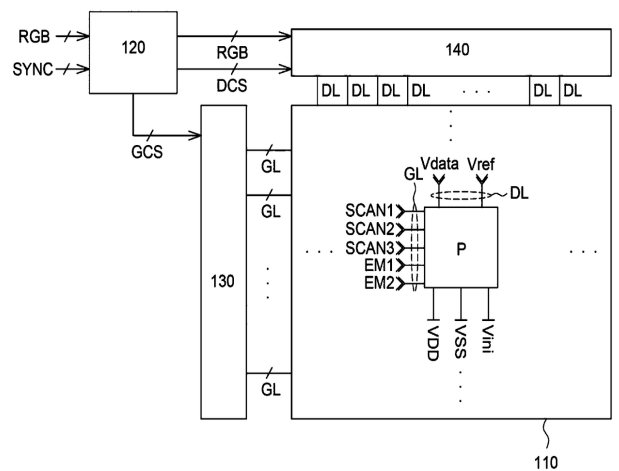 RGB
SYNC
120
RGB
DCS
140
GCS
DL DL DL DL . . . DL DL
130
GL
GL
GL
GL
Vdata Vref
DL
SCAN1
SCAN2
SCAN3
EM1
EM2
P
VDD
VSS
Vini
110